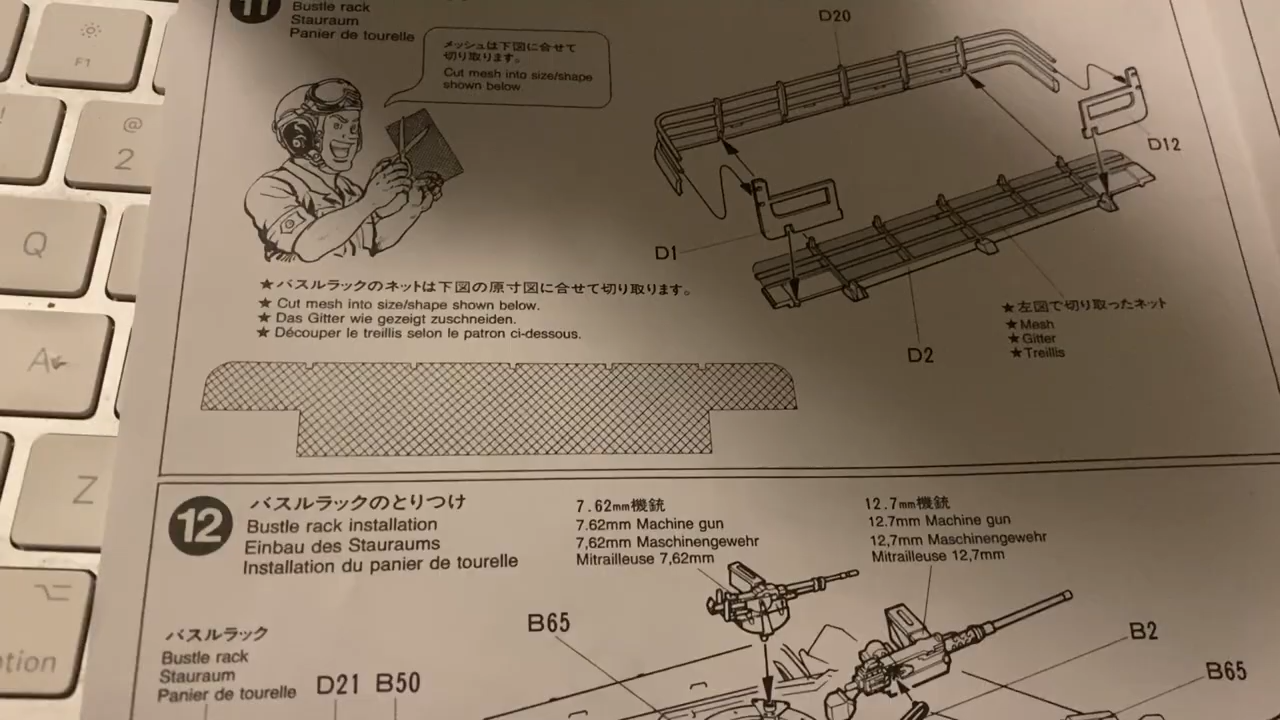 F1
@
2
Q
A
Z
⌥
option
11
Bustle rack
Stauraum
Panier de tourelle
メッシュは下図に合せて
切り取ります。
Cut mesh into size/shape
shown below
D20
D12
D1
D2
★バスルラックのネットは下図の原寸図に合せて切り取ります。
★ Cut mesh into size/shape shown below.
★ Das Gitter wie gezeigt zuschneiden.
★ Découper le treillis selon le patron ci-dessous.
★左図で切り取ったネット
★Mesh
★Gitter
★Treillis
12
バスルラックのとりつけ
Bustle rack installation
Einbau des Stauraums
Installation du panier de tourelle
7.62mm機銃
7.62mm Machine gun
7,62mm Maschinengewehr
Mitrailleuse 7,62mm
12.7mm機銃
12.7mm Machine gun
12,7mm Maschinengewehr
Mitrailleuse 12,7mm
B65
B2
B65
バスルラック
Bustle rack
Stauraum
Panier de tourelle
D21
B50